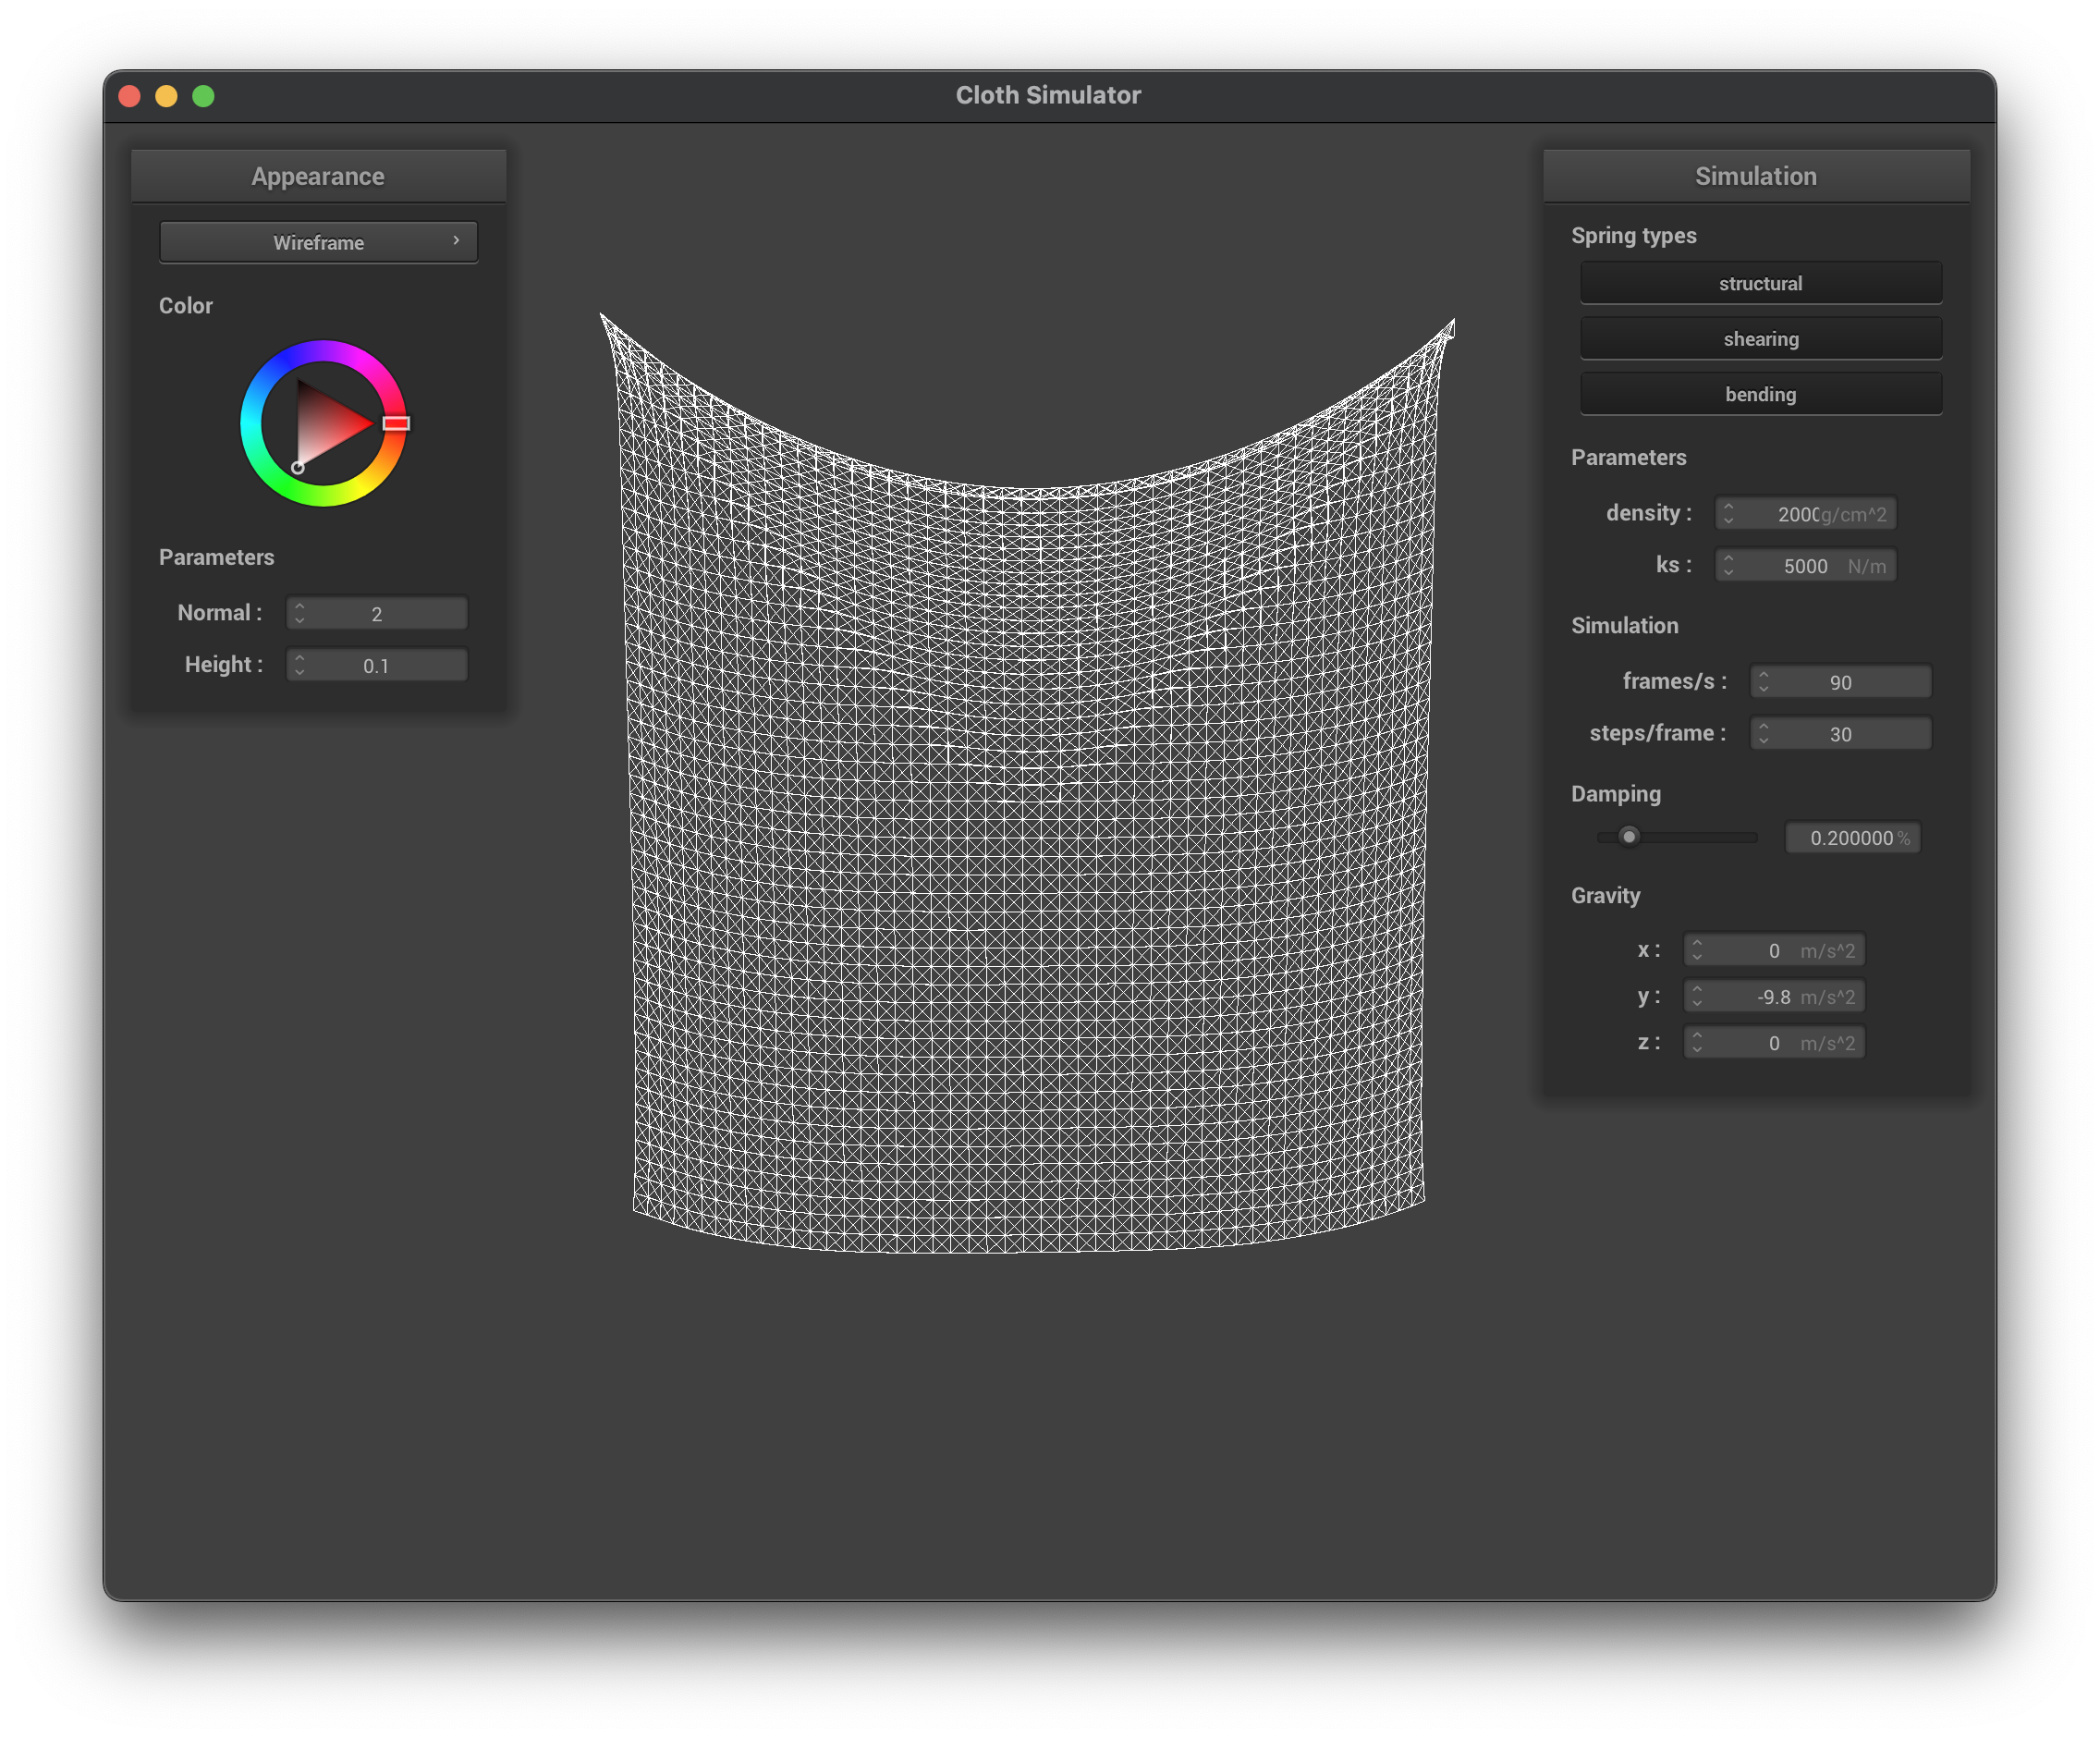 Cloth Simulator
Appearance
Wireframe
Color
Parameters
Normal : 2
Height : 0.1
Simulation
Spring types
structural
shearing
bending
Parameters
density : 2000 g/cm^2
ks : 5000 N/m
Simulation
frames/s : 90
steps/frame : 30
Damping
0.200000 %
Gravity
x : 0 m/s^2
y : -9.8 m/s^2
z : 0 m/s^2